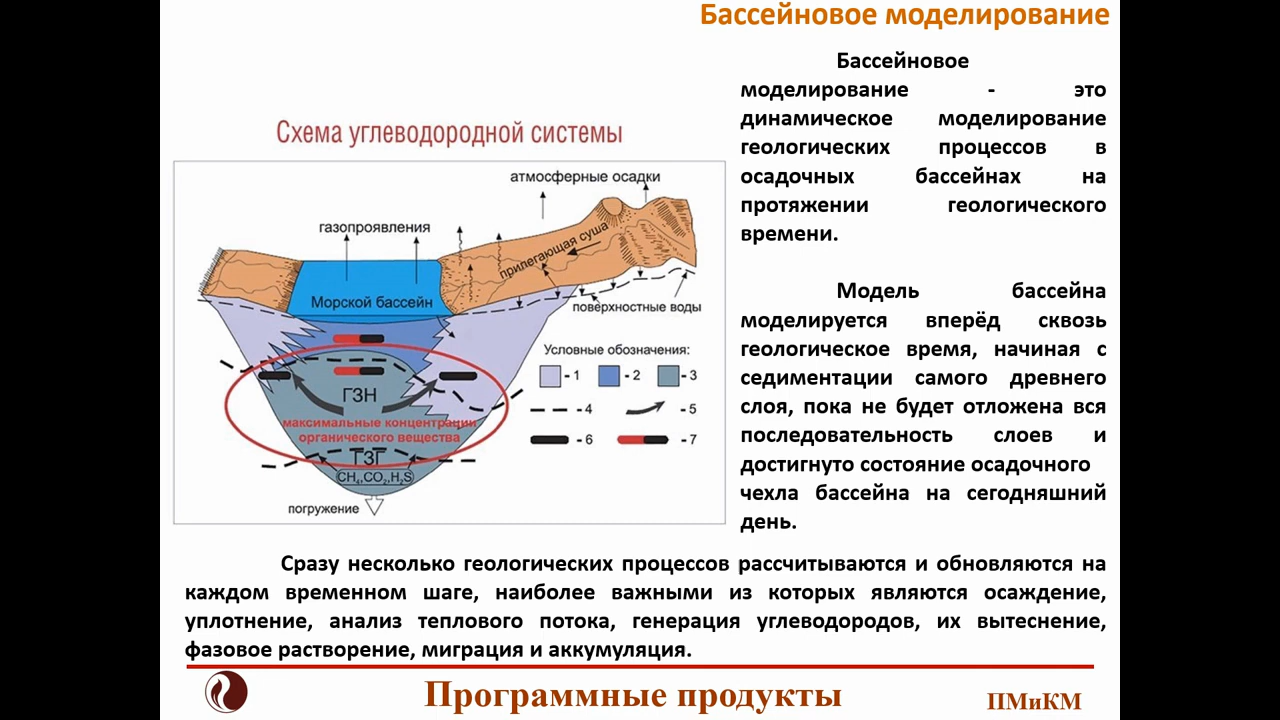 Бассейновое моделирование
Бассейновое
моделирование - это
динамическое моделирование
геологических процессов в
осадочных бассейнах на
протяжении геологического
времени.
Модель бассейна
моделируется вперёд сквозь
геологическое время, начиная с
седиментации самого древнего
слоя, пока не будет отложена вся
последовательность слоев и
достигнуто состояние осадочного
чехла бассейна на сегодняшний
день.
Схема углеводородной системы
атмосферные осадки
газопроявления
прилегающая суша
Морской бассейн
поверхностные воды
Условные обозначения:
- 1
- 2
- 3
- 4
- 5
- 6
- 7
ГЗН
максимальные концентрации
органического вещества
ГЗГ
CH₄,CO₂,H₂S
погружение
Сразу несколько геологических процессов рассчитываются и обновляются на
каждом временном шаге, наиболее важными из которых являются осаждение,
уплотнение, анализ теплового потока, генерация углеводородов, их вытеснение,
фазовое растворение, миграция и аккумуляция.
Программные продукты
ПМиКМ